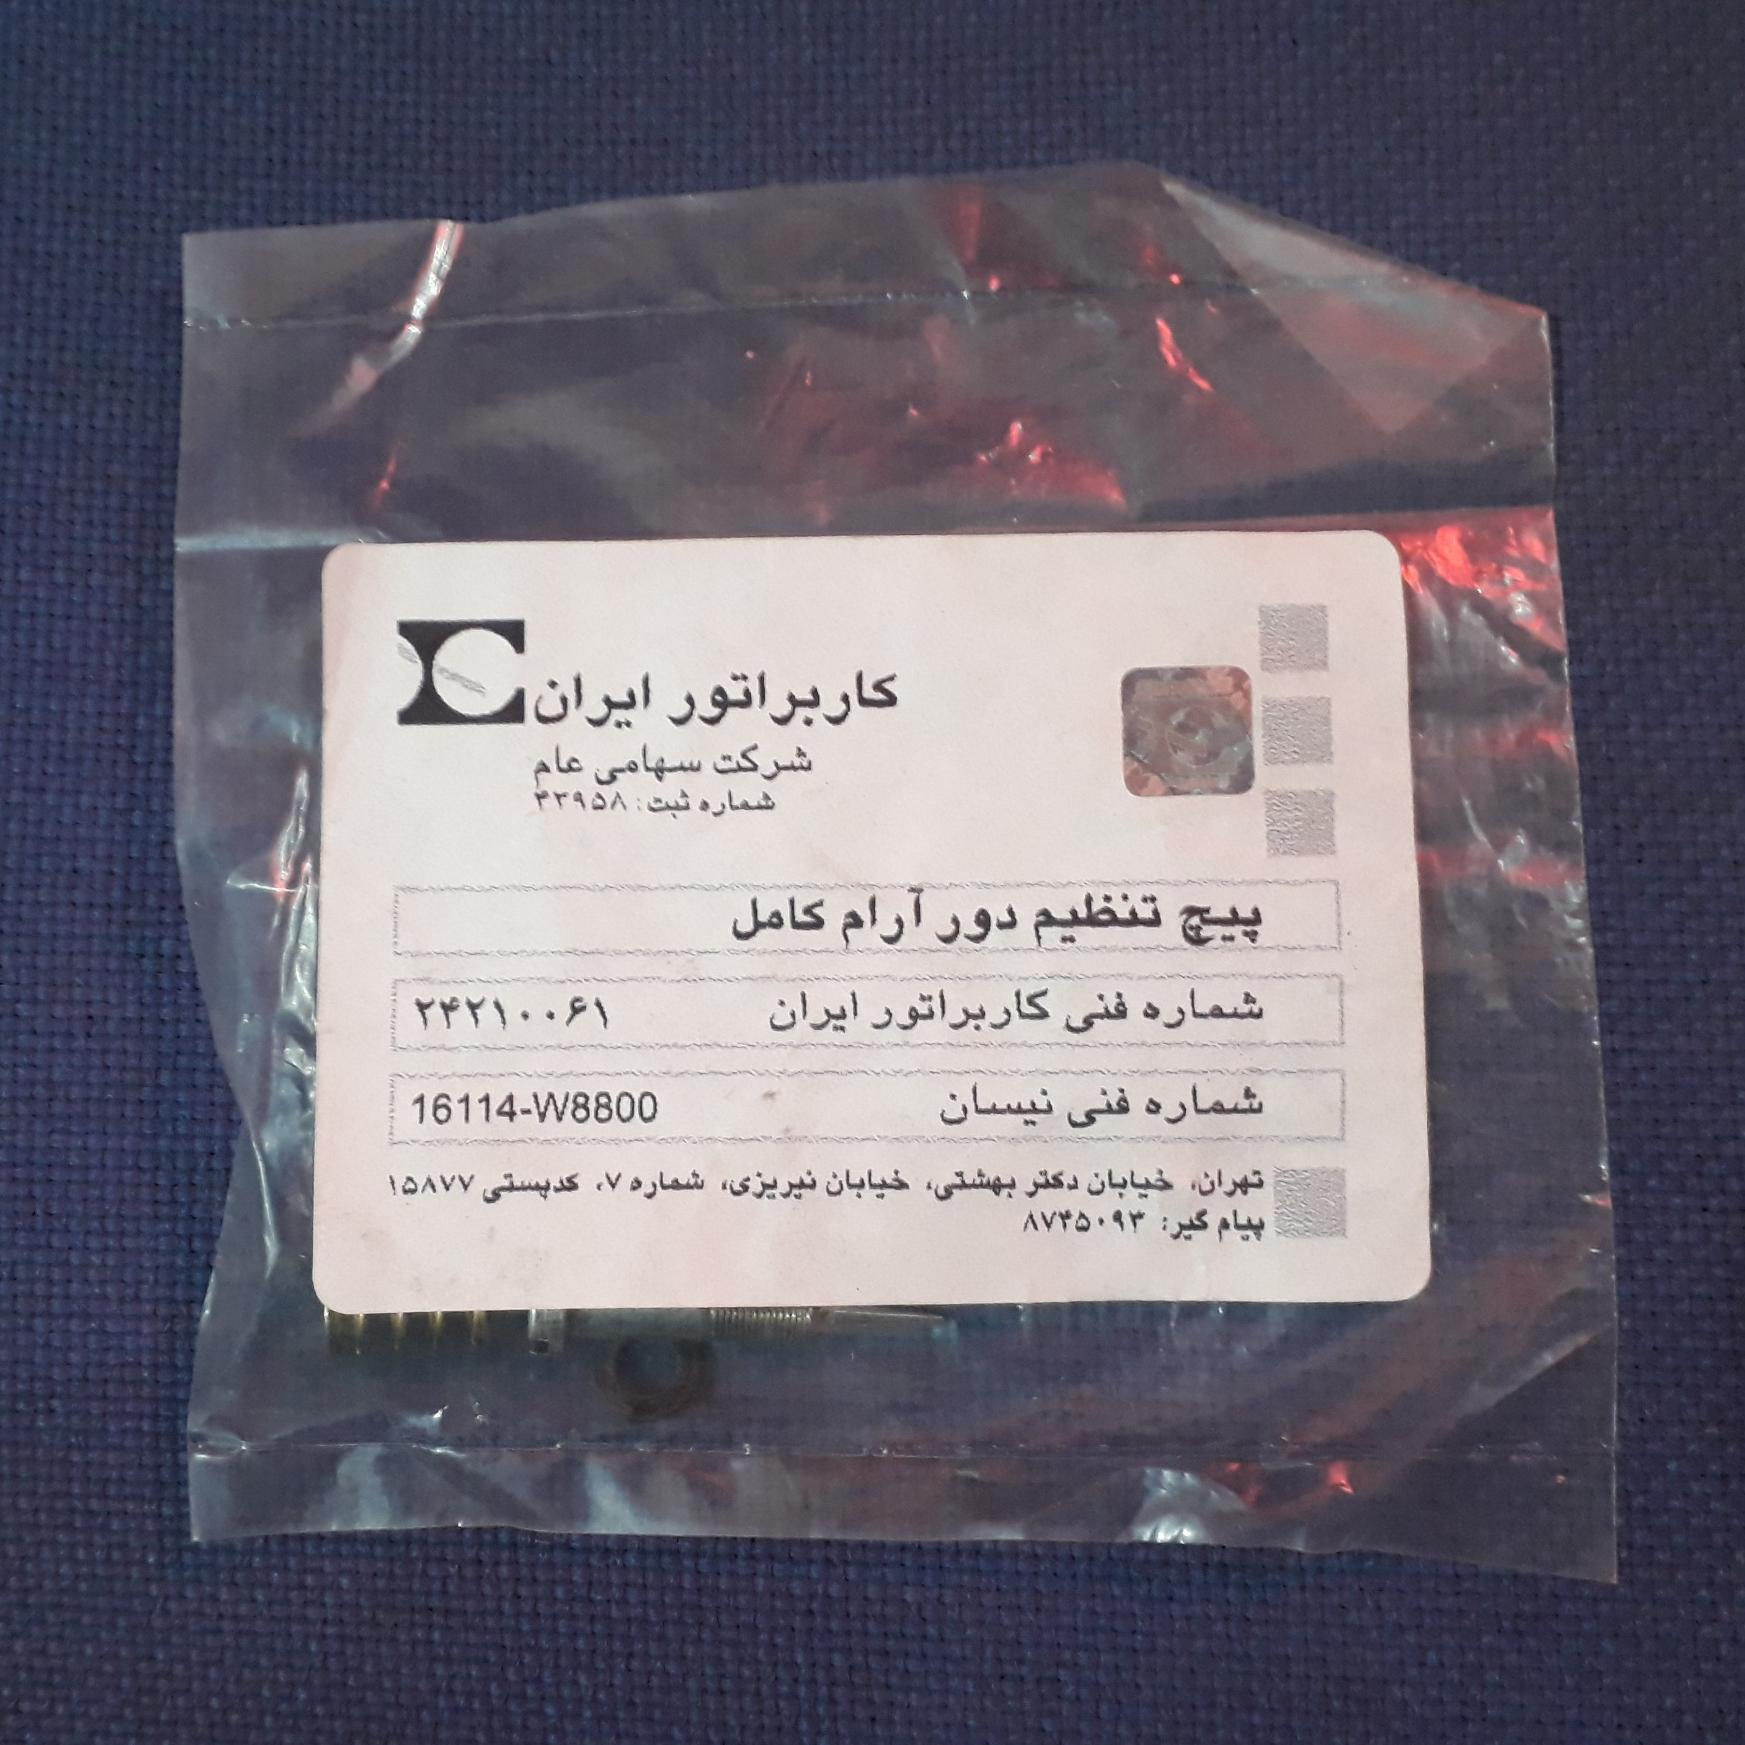 کاربراتور ایران
شرکت سهامی عام
شماره ثبت: ۴۳۹۵۸
پیچ تنظیم دور آرام کامل
شماره فنی کاربراتور ایران ۲۴۲۱۰۰۶۱
شماره فنی نیسان 16114-W8800
تهران، خیابان دکتر بهشتی، خیابان نیریزی، شماره ۷، کدپستی ۱۵۸۷۷
پیام گیر: ۸۷۴۵۰۹۳